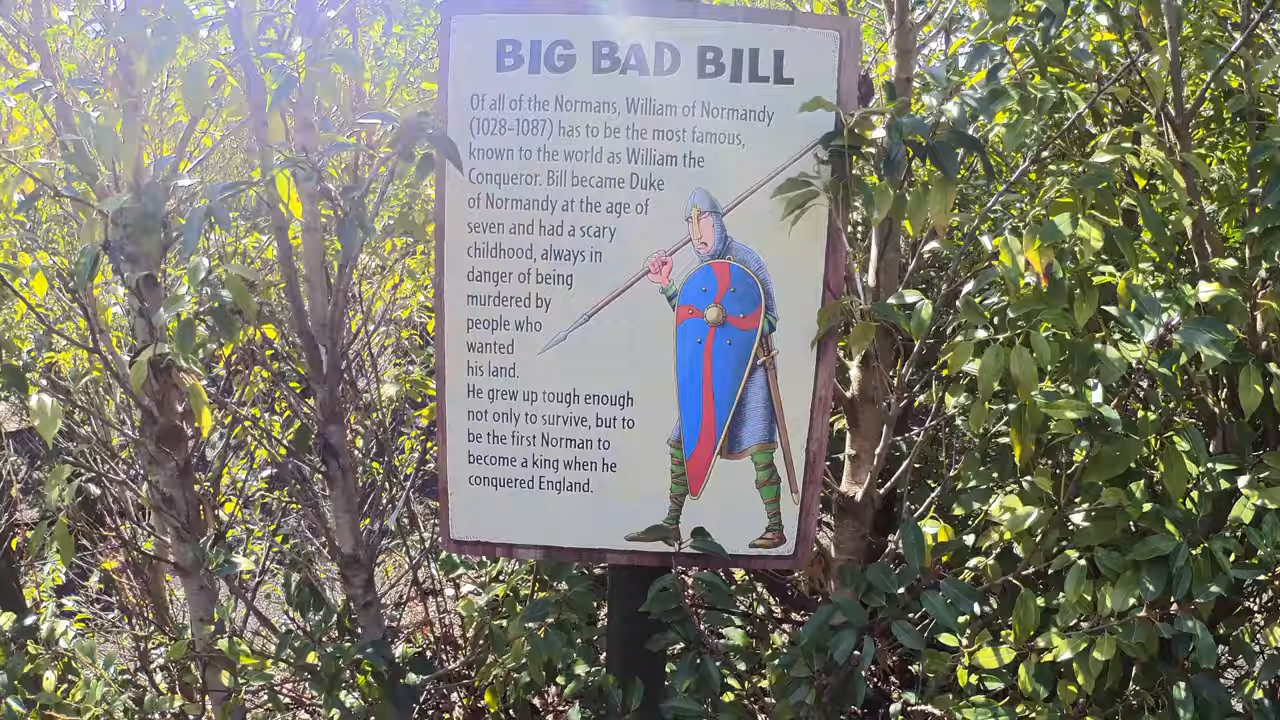 BIG BAD BILL
Of all of the Normans, William of Normandy
(1028-1087) has to be the most famous,
known to the world as William the
Conqueror. Bill became Duke
of Normandy at the age of
seven and had a scary
childhood, always in
danger of being
murdered by
people who
wanted
his land.
He grew up tough enough
not only to survive, but to
be the first Norman to
become a king when he
conquered England.